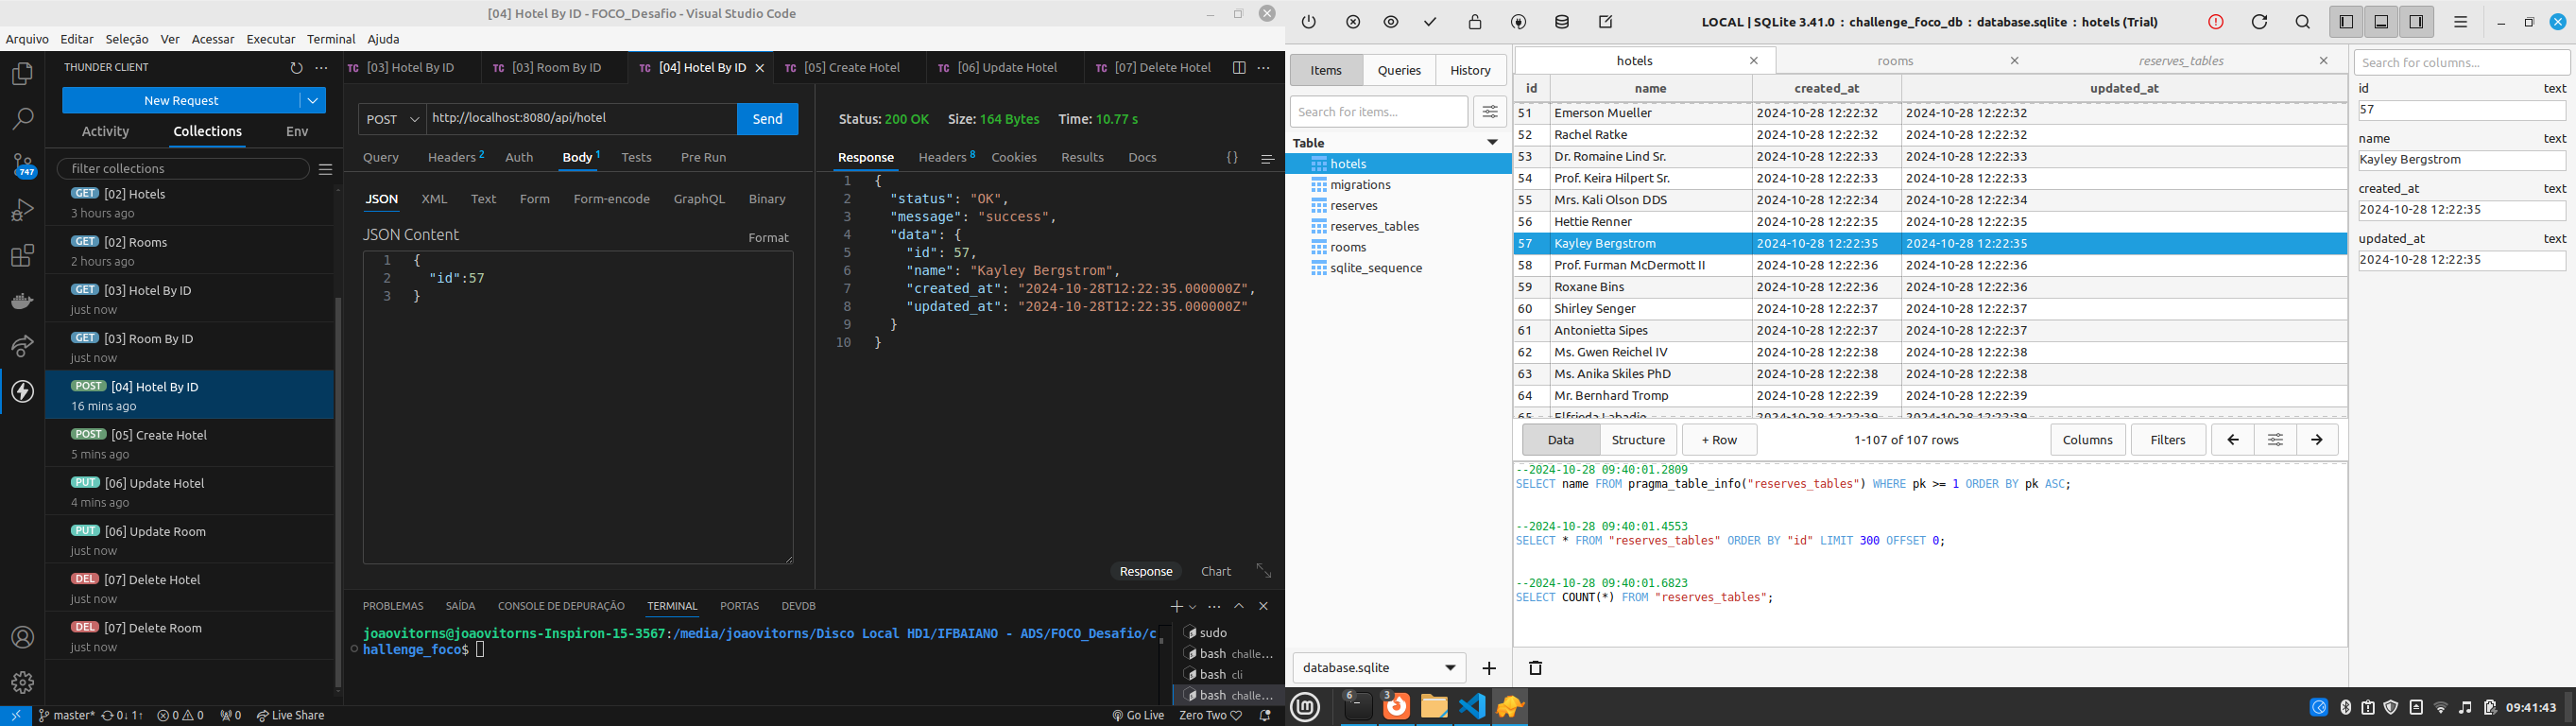 [04] Hotel By ID - FOCO_Desafio - Visual Studio Code
Arquivo Editar Seleção Ver Acessar Executar Terminal Ajuda
THUNDER CLIENT
New Request
Activity Collections Env
filter collections
GET [02] Hotels
3 hours ago
GET [02] Rooms
2 hours ago
GET [03] Hotel By ID
just now
GET [03] Room By ID
just now
POST [04] Hotel By ID
16 mins ago
POST [05] Create Hotel
5 mins ago
PUT [06] Update Hotel
4 mins ago
PUT [06] Update Room
just now
DEL [07] Delete Hotel
just now
DEL [07] Delete Room
just now
747
TC [03] Hotel By ID TC [03] Room By ID TC [04] Hotel By ID TC [05] Create Hotel TC [06] Update Hotel TC [07] Delete Hotel
POST http://localhost:8080/api/hotel Send
Query Headers 2 Auth Body 1 Tests Pre Run
JSON XML Text Form Form-encode GraphQL Binary
JSON Content Format
1 {
2 "id":57
3 }
Status: 200 OK Size: 164 Bytes Time: 10.77 s
Response Headers 8 Cookies Results Docs {}
1 {
2 "status": "OK",
3 "message": "success",
4 "data": {
5 "id": 57,
6 "name": "Kayley Bergstrom",
7 "created_at": "2024-10-28T12:22:35.000000Z",
8 "updated_at": "2024-10-28T12:22:35.000000Z"
9 }
10 }
Response Chart
PROBLEMAS SAÍDA CONSOLE DE DEPURAÇÃO TERMINAL PORTAS DEVDB
joaovitorns@joaovitorns-Inspiron-15-3567:/media/joaovitorns/Disco Local HD1/IFBAIANO - ADS/FOCO_Desafio/c
hallenge_foco$
sudo
bash challe...
bash cli
bash challe...
master* 0↓ 1↑ 0 0 0 Live Share Go Live Zero Two
LOCAL | SQLite 3.41.0 : challenge_foco_db : database.sqlite : hotels (Trial)
Items Queries History
Search for items...
Table
hotels
migrations
reserves
reserves_tables
rooms
sqlite_sequence
database.sqlite
hotels rooms reserves_tables
id name created_at updated_at
51 Emerson Mueller 2024-10-28 12:22:32 2024-10-28 12:22:32
52 Rachel Ratke 2024-10-28 12:22:32 2024-10-28 12:22:32
53 Dr. Romaine Lind Sr. 2024-10-28 12:22:33 2024-10-28 12:22:33
54 Prof. Keira Hilpert Sr. 2024-10-28 12:22:33 2024-10-28 12:22:33
55 Mrs. Kali Olson DDS 2024-10-28 12:22:34 2024-10-28 12:22:34
56 Hettie Renner 2024-10-28 12:22:35 2024-10-28 12:22:35
57 Kayley Bergstrom 2024-10-28 12:22:35 2024-10-28 12:22:35
58 Prof. Furman McDermott II 2024-10-28 12:22:36 2024-10-28 12:22:36
59 Roxane Bins 2024-10-28 12:22:36 2024-10-28 12:22:36
60 Shirley Senger 2024-10-28 12:22:37 2024-10-28 12:22:37
61 Antonietta Sipes 2024-10-28 12:22:37 2024-10-28 12:22:37
62 Ms. Gwen Reichel IV 2024-10-28 12:22:38 2024-10-28 12:22:38
63 Ms. Anika Skiles PhD 2024-10-28 12:22:38 2024-10-28 12:22:38
64 Mr. Bernhard Tromp 2024-10-28 12:22:39 2024-10-28 12:22:39
65 Elfrieda Labadie 2024-10-28 12:22:39 2024-10-28 12:22:39
Data Structure + Row 1-107 of 107 rows Columns Filters
--2024-10-28 09:40:01.2809
SELECT name FROM pragma_table_info("reserves_tables") WHERE pk >= 1 ORDER BY pk ASC;
--2024-10-28 09:40:01.4553
SELECT * FROM "reserves_tables" ORDER BY "id" LIMIT 300 OFFSET 0;
--2024-10-28 09:40:01.6823
SELECT COUNT(*) FROM "reserves_tables";
Search for columns...
id text
57
name text
Kayley Bergstrom
created_at text
2024-10-28 12:22:35
updated_at text
2024-10-28 12:22:35
6 3 09:41:43